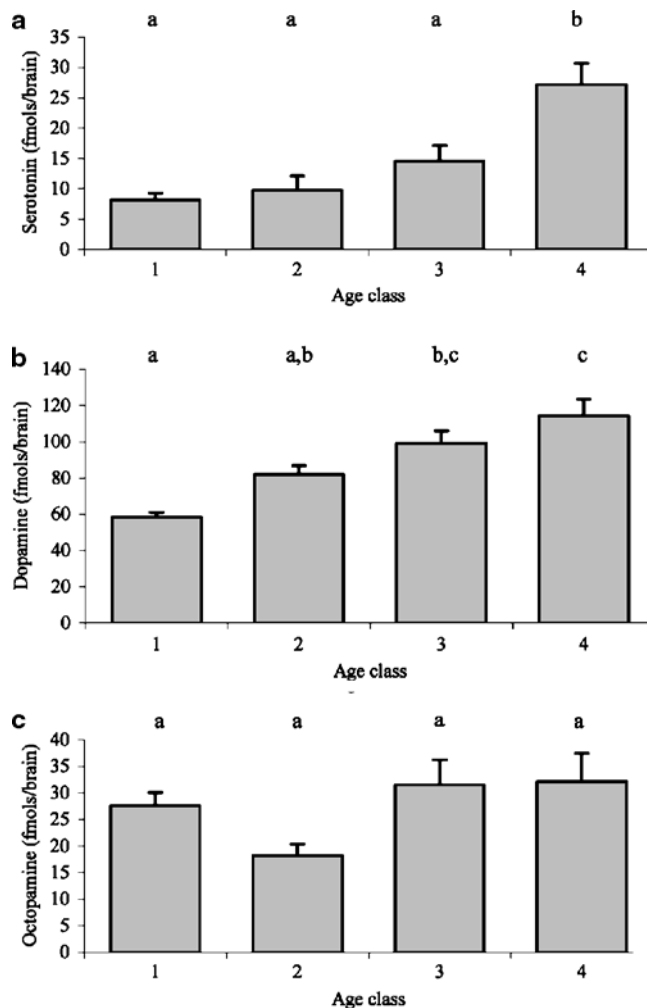 a
a a a b
Serotonin (fmols/brain)
35
30
25
20
15
10
5
0
1 2 3 4
Age class
b
a a,b b,c c
Dopamine (fmols/brain)
140
120
100
80
60
40
20
0
1 2 3 4
Age class
c
a a a a
Octopamine (fmols/brain)
40
35
30
25
20
15
10
5
0
1 2 3 4
Age class